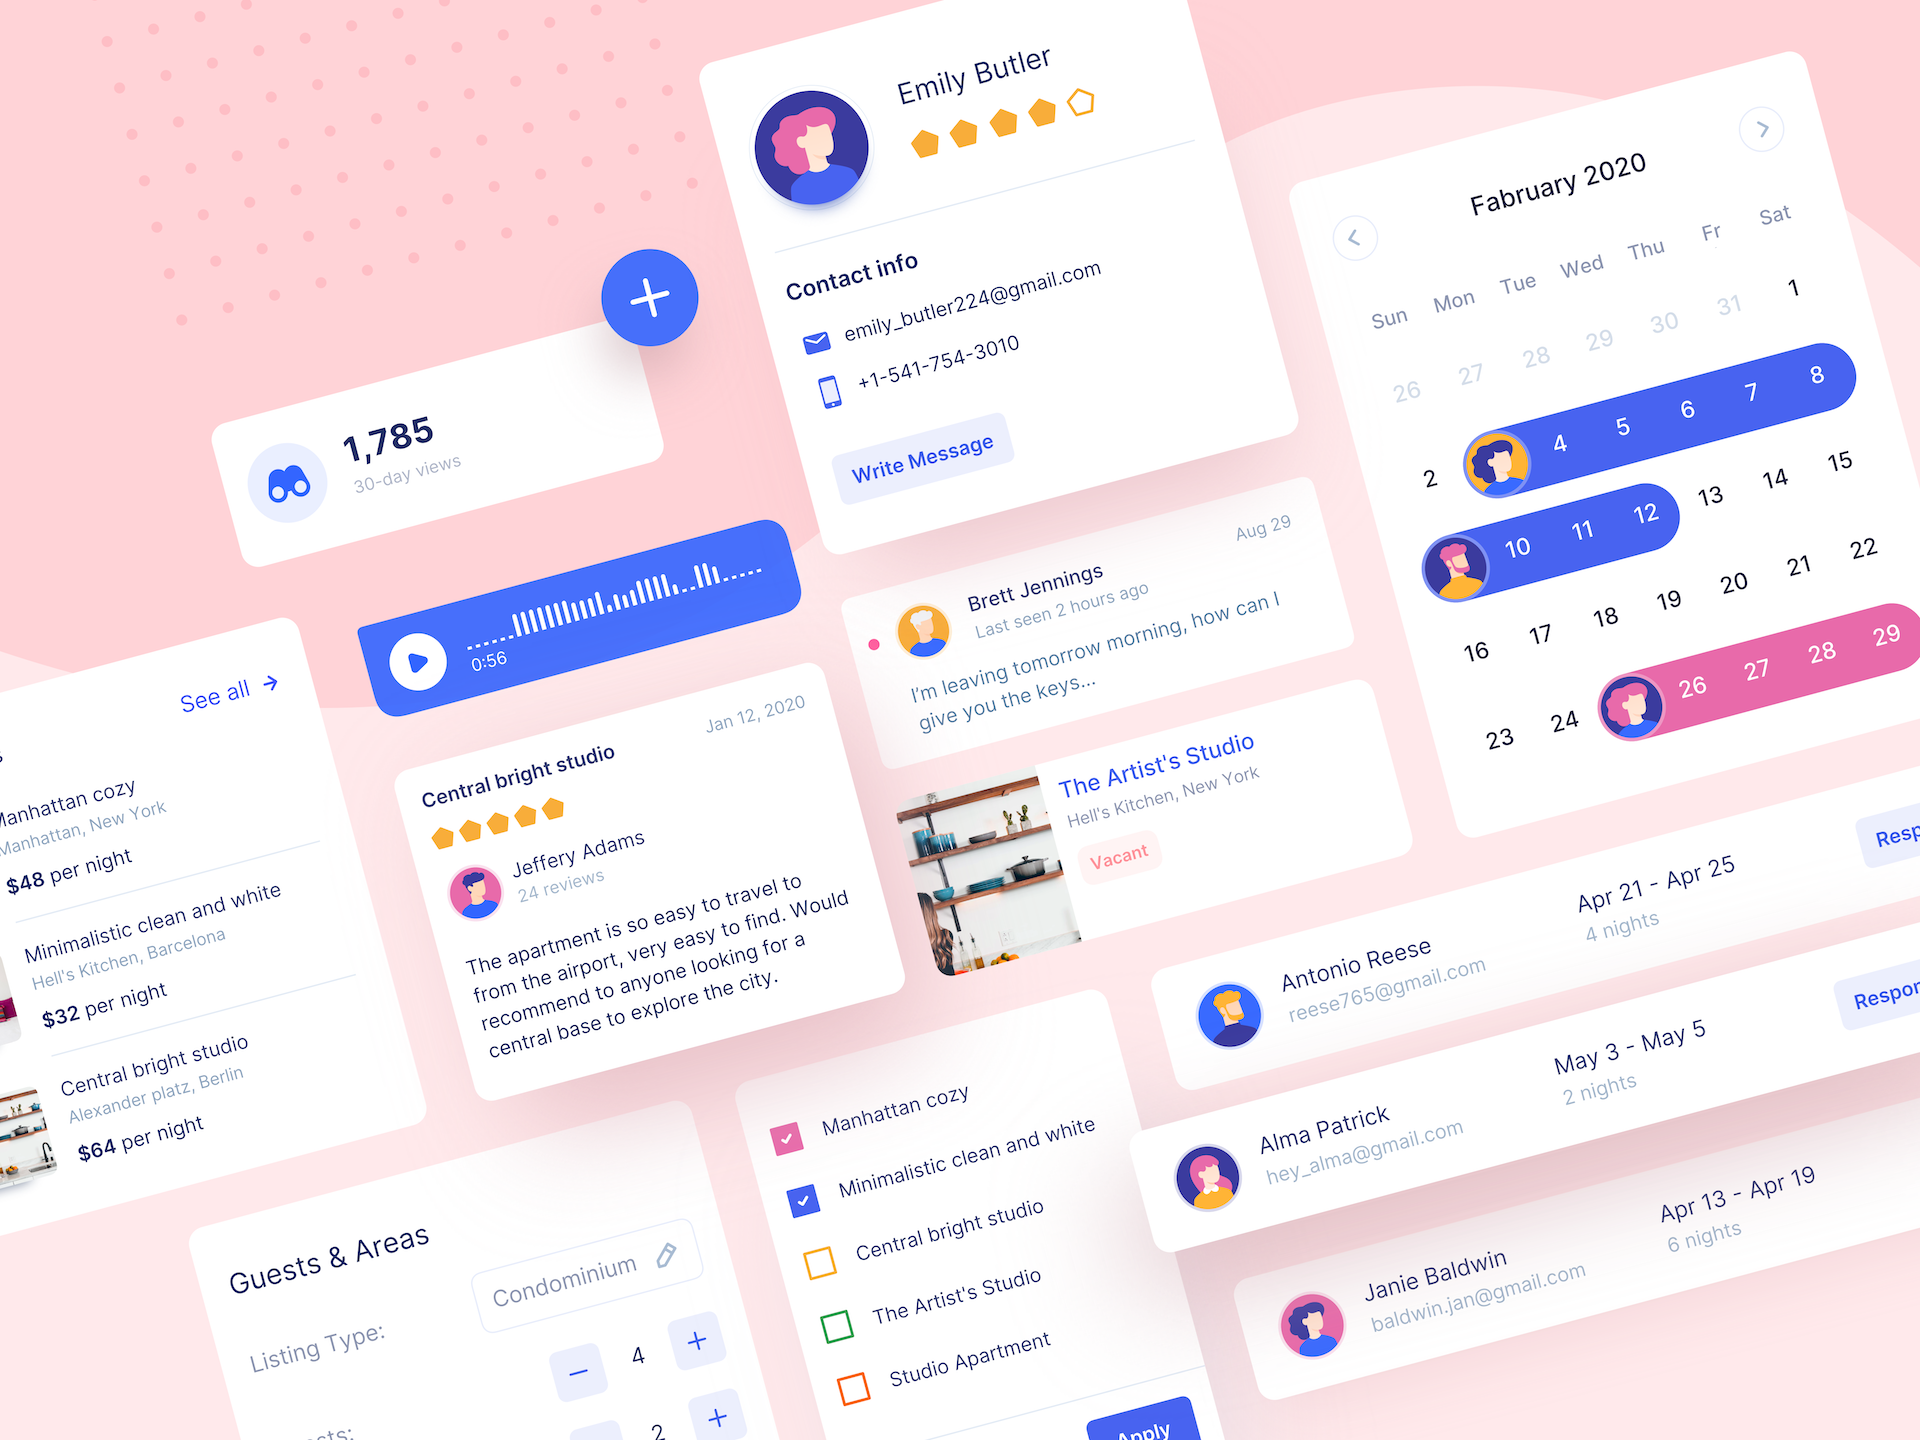 Emily Butler
Contact info
emily_butler224@gmail.com
+1-541-754-3010
Write Message
Fabruary 2020
Sun Mon Tue Wed Thu Fr Sat
26 27 28 29 30 31 1
2 4 5 6 7 8
10 11 12 13 14 15
16 17 18 19 20 21 22
23 24 26 27 28 29
1,785
30-day views
0:56
Aug 29
Brett Jennings
Last seen 2 hours ago
I'm leaving tomorrow morning, how can I
give you the keys...
See all
Manhattan cozy
Manhattan, New York
$48 per night
Minimalistic clean and white
Hell's Kitchen, Barcelona
$32 per night
Central bright studio
Alexander platz, Berlin
$64 per night
Jan 12, 2020
Central bright studio
Jeffery Adams
24 reviews
The apartment is so easy to travel to
from the airport, very easy to find. Would
recommend to anyone looking for a
central base to explore the city.
The Artist's Studio
Hell's Kitchen, New York
Vacant
Antonio Reese
reese765@gmail.com
Apr 21 - Apr 25
4 nights
Resp
Alma Patrick
hey_alma@gmail.com
May 3 - May 5
2 nights
Respon
Janie Baldwin
baldwin.jan@gmail.com
Apr 13 - Apr 19
6 nights
Manhattan cozy
Minimalistic clean and white
Central bright studio
The Artist's Studio
Studio Apartment
Apply
Guests & Areas
Listing Type:
Condominium
4
2